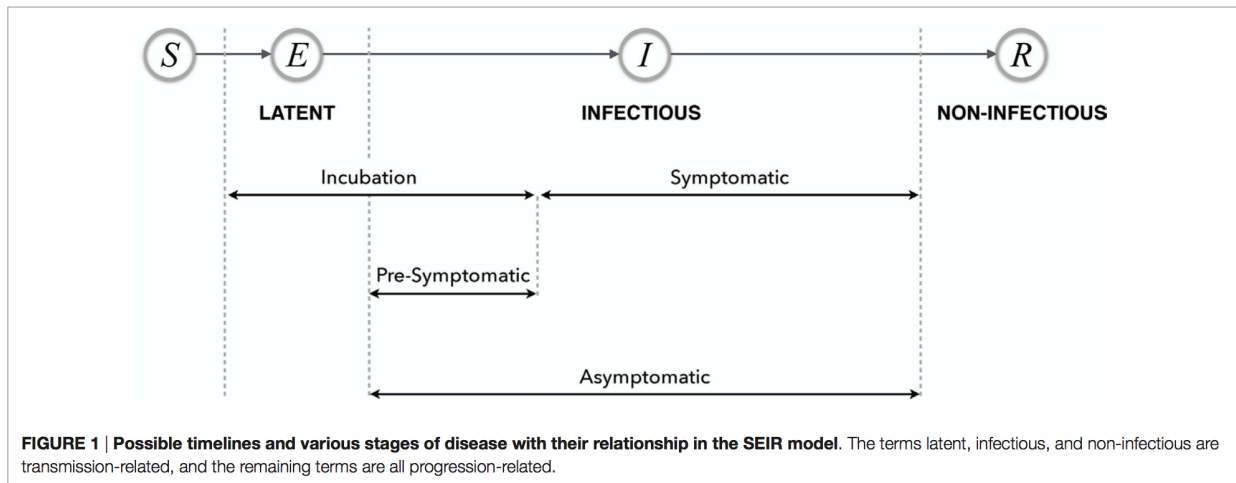 S E I R
LATENT INFECTIOUS NON-INFECTIOUS
Incubation Symptomatic
Pre-Symptomatic
Asymptomatic
FIGURE 1 | Possible timelines and various stages of disease with their relationship in the SEIR model. The terms latent, infectious, and non-infectious are
transmission-related, and the remaining terms are all progression-related.